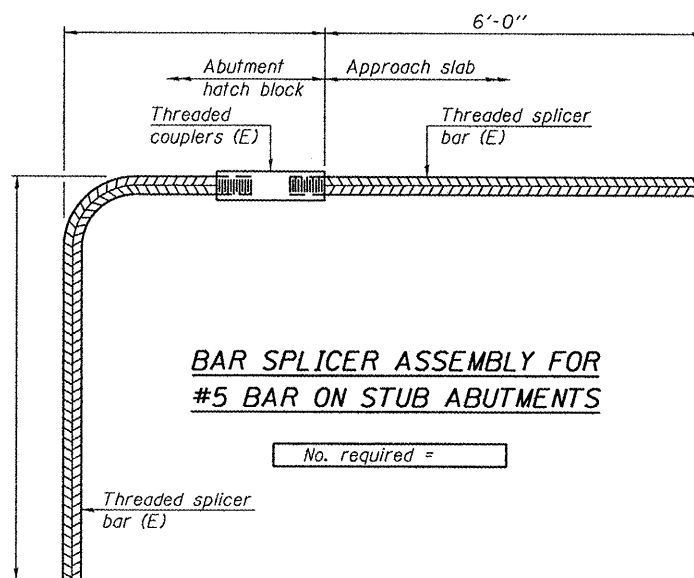 6'-0"
Abutment
hatch block
Approach slab
Threaded
couplers (E)
Threaded splicer
bar (E)
BAR SPLICER ASSEMBLY FOR
#5 BAR ON STUB ABUTMENTS
No. required =
Threaded splicer
bar (E)